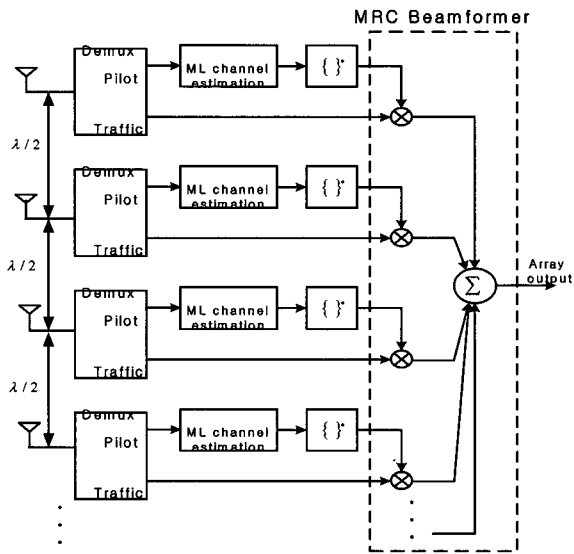 MRC Beamformer
Demux
Pilot
Traffic
ML channel
estimation
{ }*
λ/2
Demux
Pilot
Traffic
ML channel
estimation
{ }*
λ/2
Demux
Pilot
Traffic
ML channel
estimation
{ }*
λ/2
Demux
Pilot
Traffic
ML channel
estimation
{ }*
Σ
Array
output